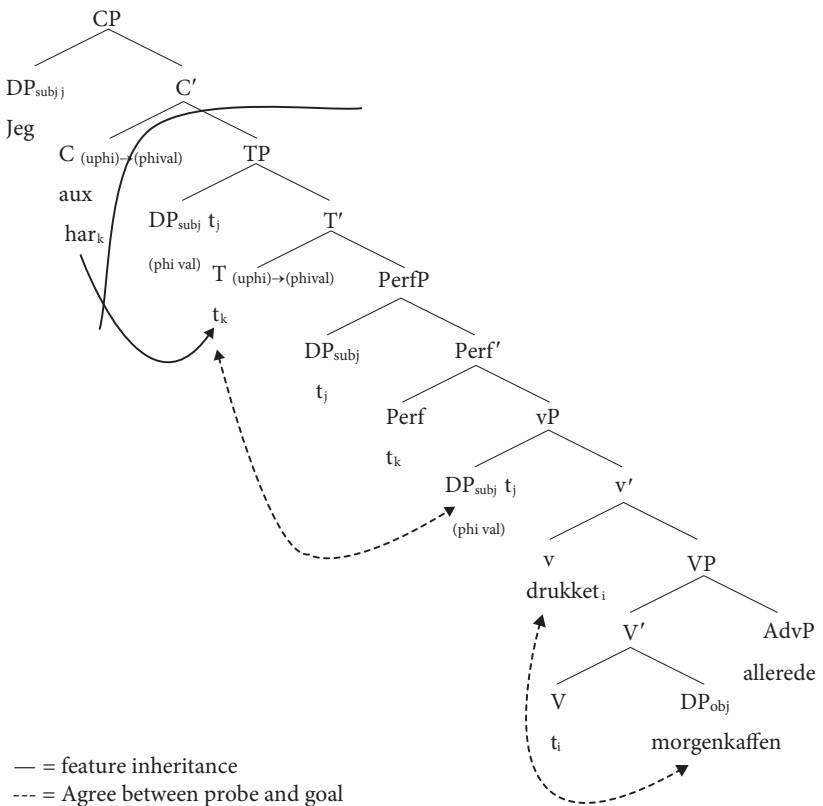 CP
DPsubj j C′
Jeg
C (uphi)→(phival) TP
aux
DPsubj tj T′
hark
(phi val) T (uphi)→(phival) PerfP
tk
DPsubj Perf′
tj
Perf vP
tk
DPsubj tj v′
(phi val)
v VP
drukketi
V′ AdvP
allerede
V DPobj
ti morgenkaffen
— = feature inheritance
--- = Agree between probe and goal